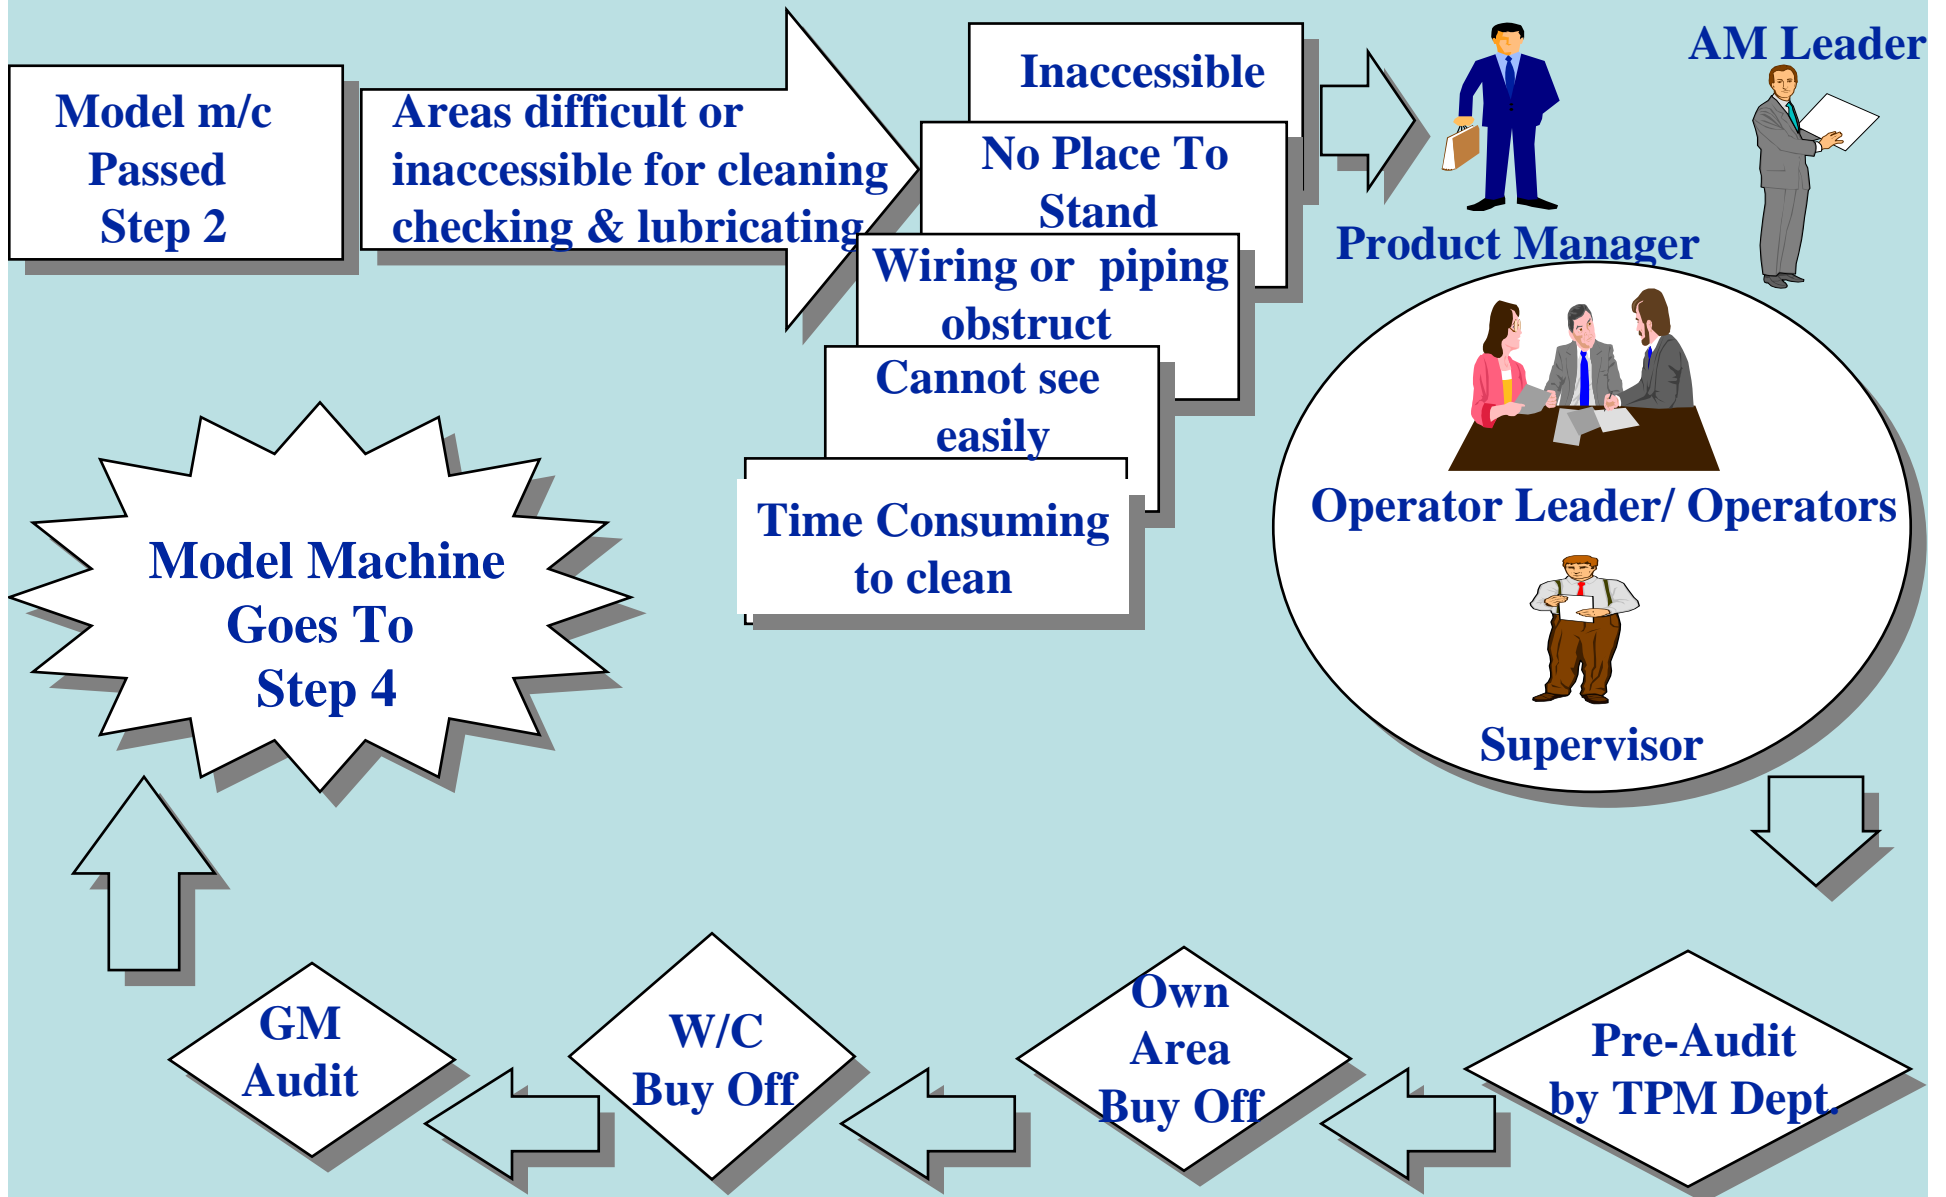 Model m/c
Passed
Step 2
Areas difficult or
inaccessible for cleaning
checking & lubricating
Inaccessible
No Place To
Stand
Wiring or piping
obstruct
Cannot see
easily
Time Consuming
to clean
AM Leader
Product Manager
Operator Leader/ Operators
Supervisor
Pre-Audit
by TPM Dept.
Own
Area
Buy Off
W/C
Buy Off
GM
Audit
Model Machine
Goes To
Step 4